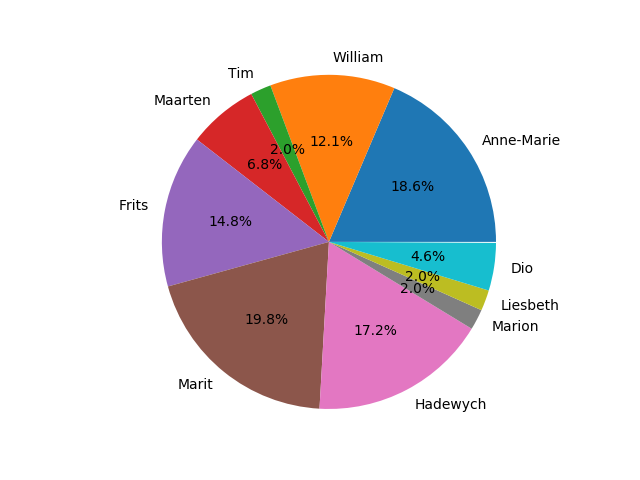 William
Tim
Maarten
Anne-Marie
12.1%
2.0%
6.8%
18.6%
Frits
14.8%
4.6%
Dio
2.0%
2.0%
Liesbeth
19.8%
Marion
17.2%
Marit
Hadewych